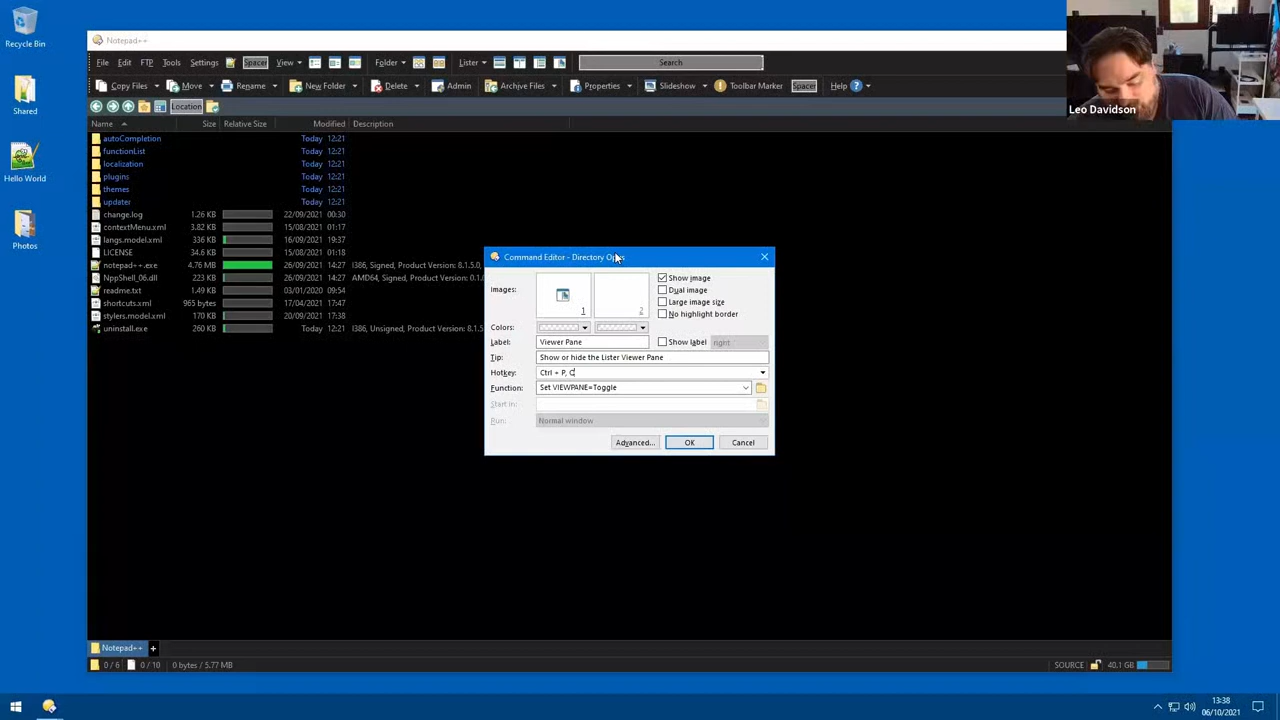 Recycle Bin
Shared
Hello World
Photos
Notepad++
File Edit FTP Tools Settings Spacer View Folder Lister Search
Copy Files Move Rename New Folder Delete Admin Archive Files Properties Slideshow Toolbar Marker Spacer Help
Location
Name Size Relative Size Modified Description
autoCompletion Today 12:21
functionList Today 12:21
localization Today 12:21
plugins Today 12:21
themes Today 12:21
updater Today 12:21
change.log 1.26 KB 22/09/2021 00:30
contextMenu.xml 3.82 KB 15/08/2021 01:17
langs.model.xml 336 KB 16/09/2021 19:37
LICENSE 34.6 KB 15/08/2021 01:18
notepad++.exe 4.76 MB 26/09/2021 14:27 I386, Signed, Product Version: 8.1.5.0,
NppShell_06.dll 223 KB 26/09/2021 14:27 AMD64, Signed, Product Version: 0.1.
readme.txt 1.49 KB 03/01/2020 09:54
shortcuts.xml 965 bytes 17/04/2021 17:47
stylers.model.xml 170 KB 20/09/2021 17:38
uninstall.exe 260 KB Today 12:21 I386, Unsigned, Product Version: 8.1.5
Command Editor - Directory Opus
Images: 1 2
Show image
Dual image
Large image size
No highlight border
Colors:
Label: Viewer Pane Show label right
Tip: Show or hide the Lister Viewer Pane
Hotkey: Ctrl + P, C
Function: Set VIEWPANE=Toggle
Start in:
Run: Normal window
Advanced... OK Cancel
Notepad++ +
0 / 6 0 / 10 0 bytes / 5.77 MB SOURCE 40.1 GB
13:38
06/10/2021
Leo Davidson